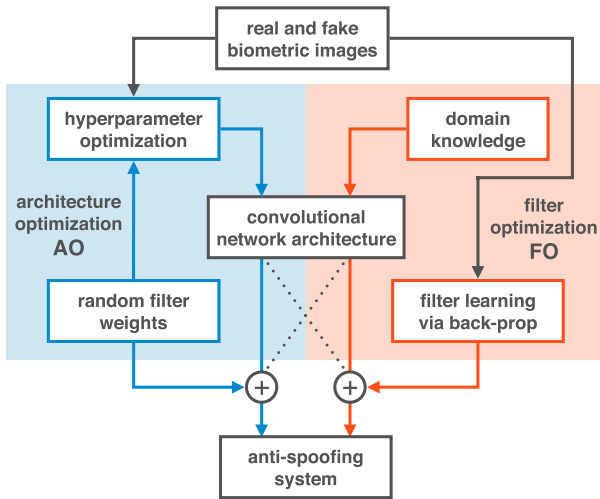 real and fake
biometric images
hyperparameter
optimization
domain
knowledge
architecture
optimization
AO
convolutional
network architecture
filter
optimization
FO
random filter
weights
filter learning
via back-prop
+
+
anti-spoofing
system